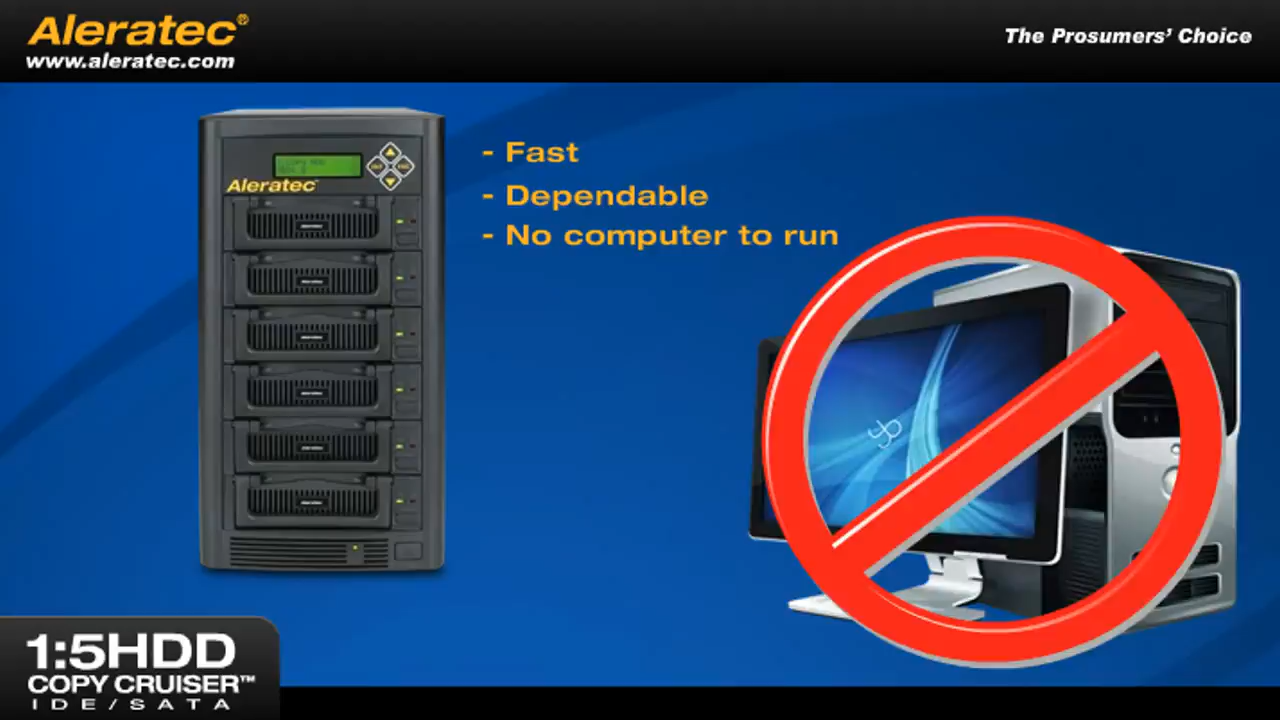 Aleratec®
www.aleratec.com
The Prosumers' Choice
- Fast
- Dependable
- No computer to run
Aleratec™
1:5HDD
COPY CRUISER™
IDE/SATA